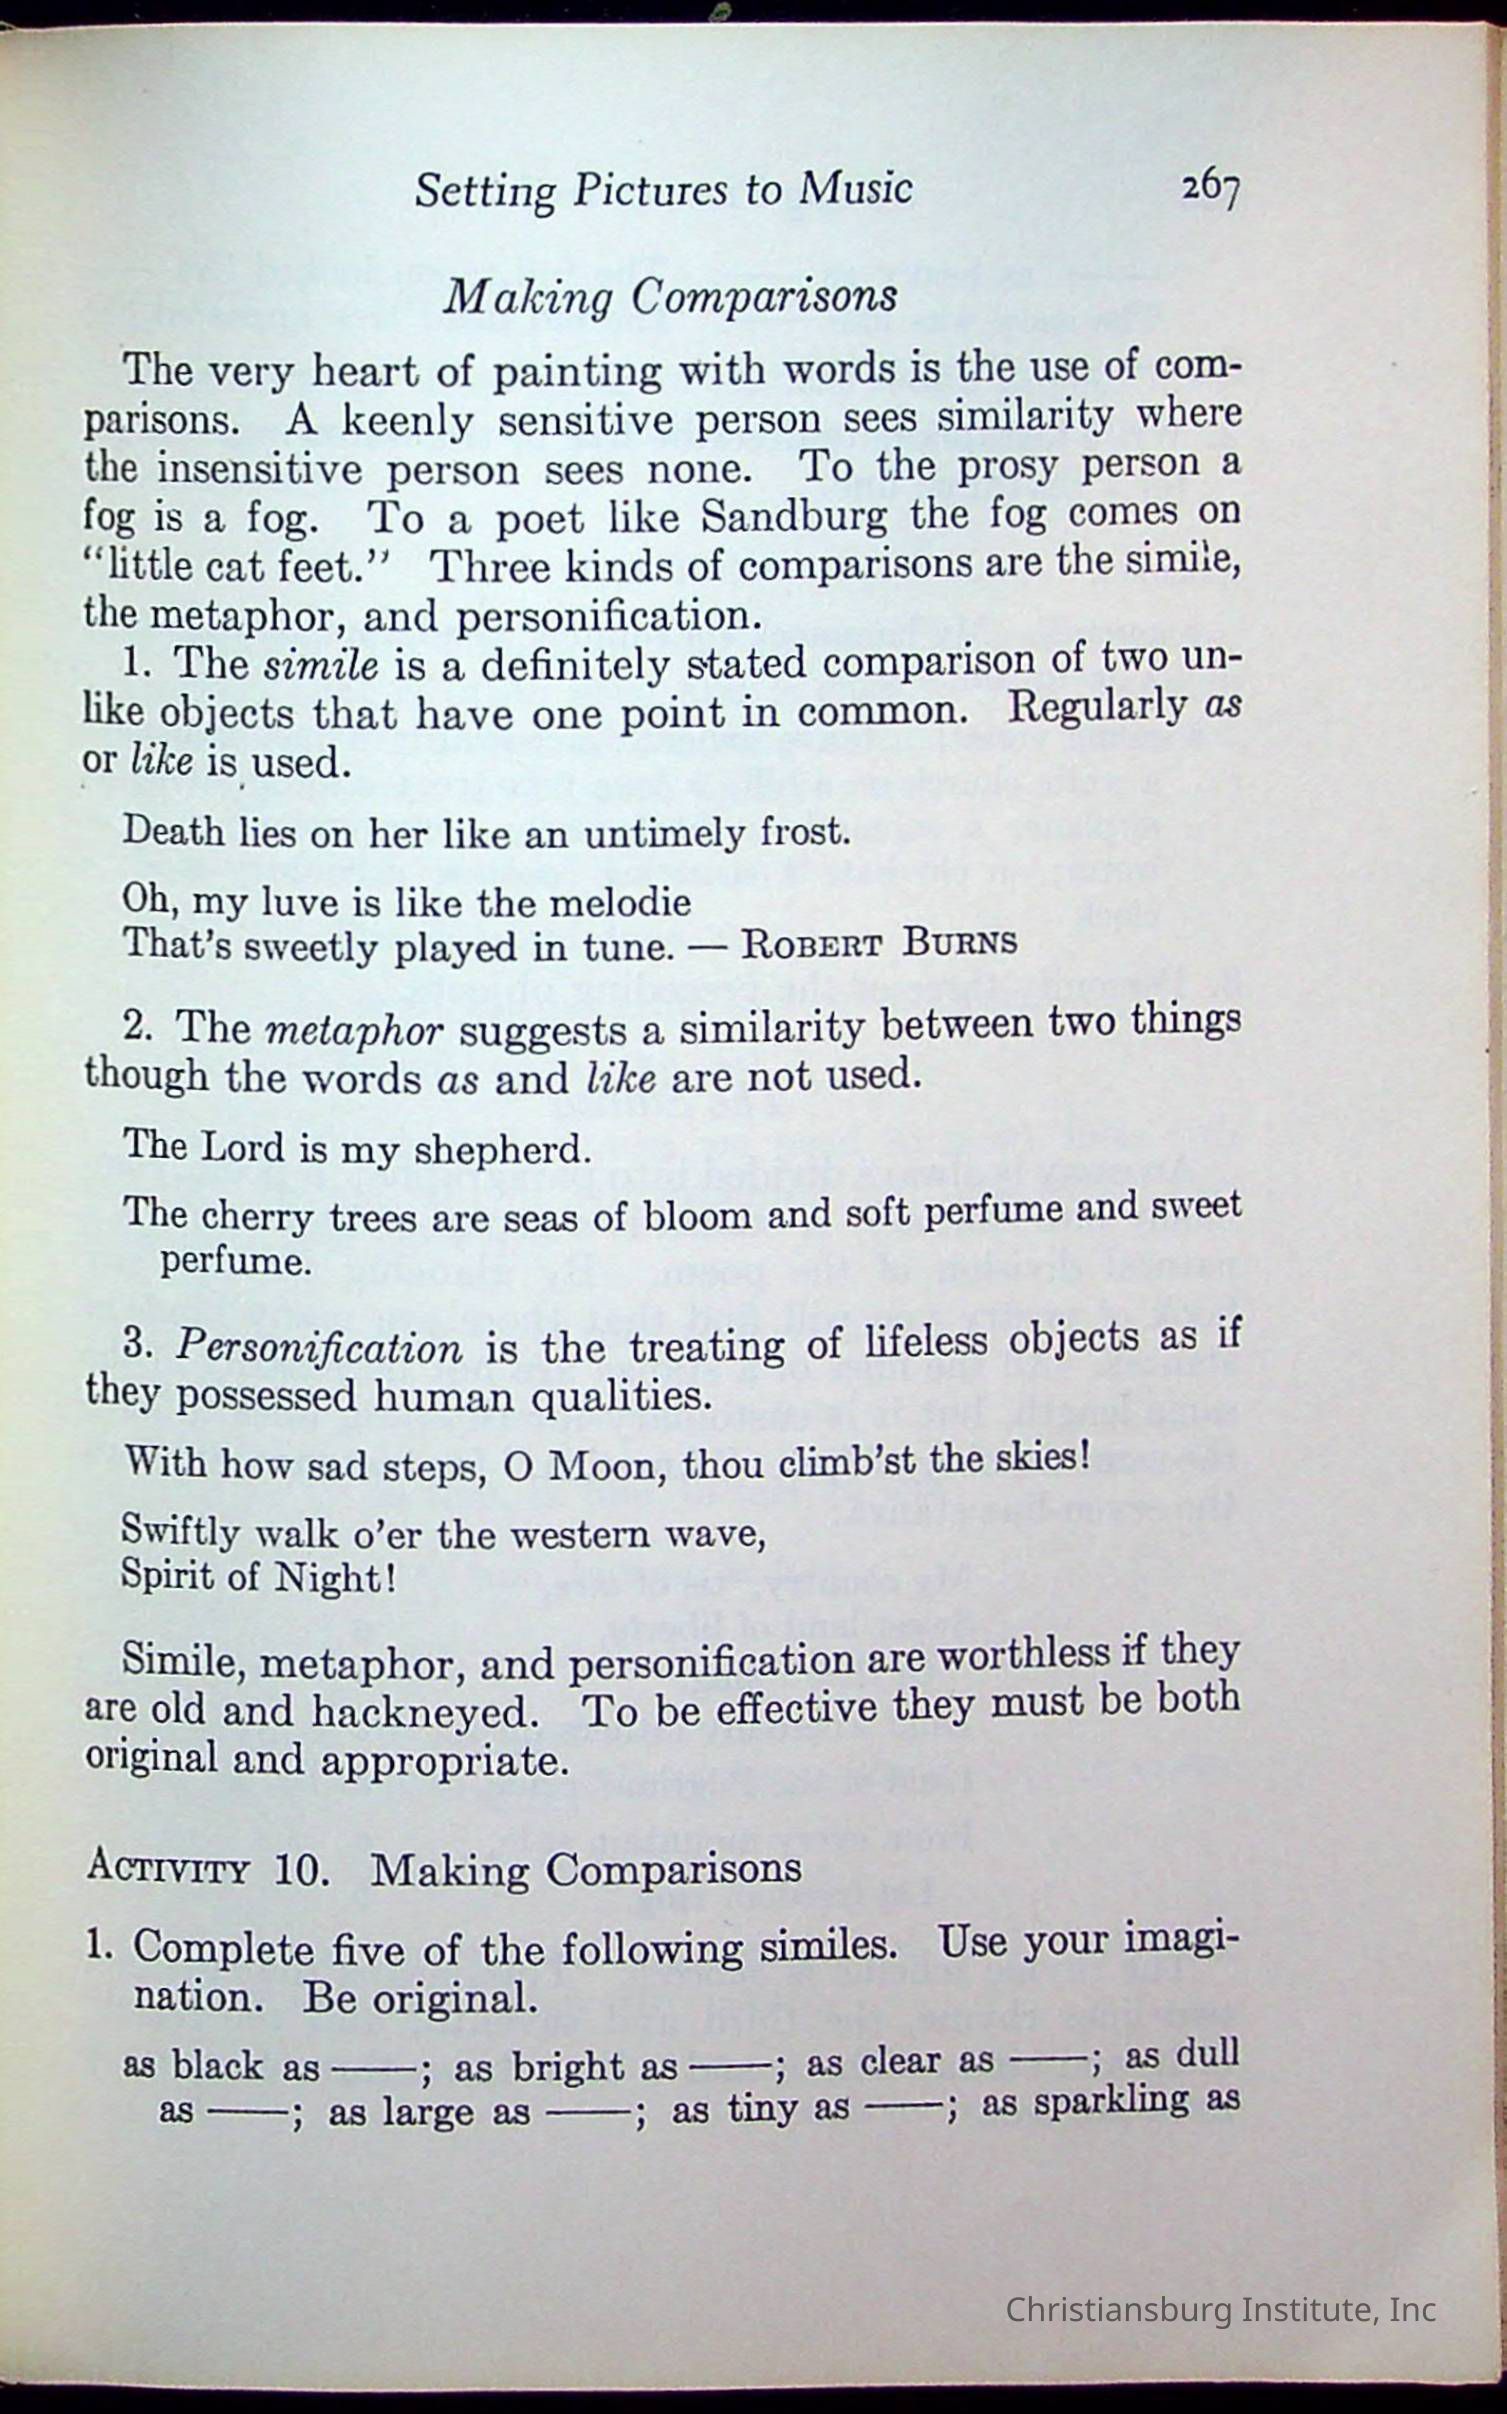 Setting Pictures to Music 267
Making Comparisons
The very heart of painting with words is the use of com-
parisons. A keenly sensitive person sees similarity where
the insensitive person sees none. To the prosy person a
fog is a fog. To a poet like Sandburg the fog comes on
“little cat feet.” Three kinds of comparisons are the simile,
the metaphor, and personification.
1. The simile is a definitely stated comparison of two un-
like objects that have one point in common. Regularly as
or like is used.
Death lies on her like an untimely frost.
Oh, my luve is like the melodie
That’s sweetly played in tune. — ROBERT BURNS
2. The metaphor suggests a similarity between two things
though the words as and like are not used.
The Lord is my shepherd.
The cherry trees are seas of bloom and soft perfume and sweet
perfume.
3. Personification is the treating of lifeless objects as if
they possessed human qualities.
With how sad steps, O Moon, thou climb’st the skies!
Swiftly walk o’er the western wave,
Spirit of Night!
Simile, metaphor, and personification are worthless if they
are old and hackneyed. To be effective they must be both
original and appropriate.
ACTIVITY 10. Making Comparisons
1. Complete five of the following similes. Use your imagi-
nation. Be original.
as black as ——; as bright as ——; as clear as ——; as dull
as ——; as large as ——; as tiny as ——; as sparkling as
Christiansburg Institute, Inc